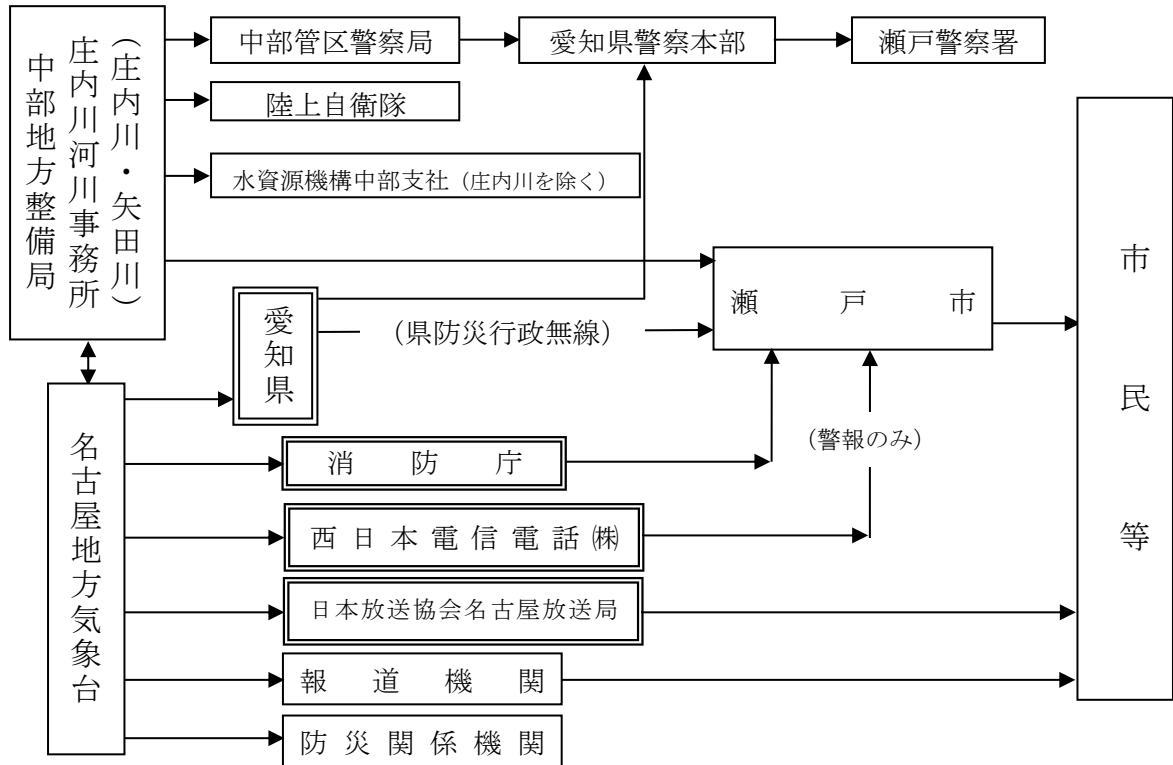 中部地方整備局
庄内川河川事務所
（庄内川・矢田川）
中部管区警察局
愛知県警察本部
瀬戸警察署
陸上自衛隊
水資源機構中部支社（庄内川を除く）
愛知県
（県防災行政無線）
瀬戸市
市民等
名古屋地方気象台
消防庁
（警報のみ）
西日本電信電話㈱
日本放送協会名古屋放送局
報道機関
防災関係機関